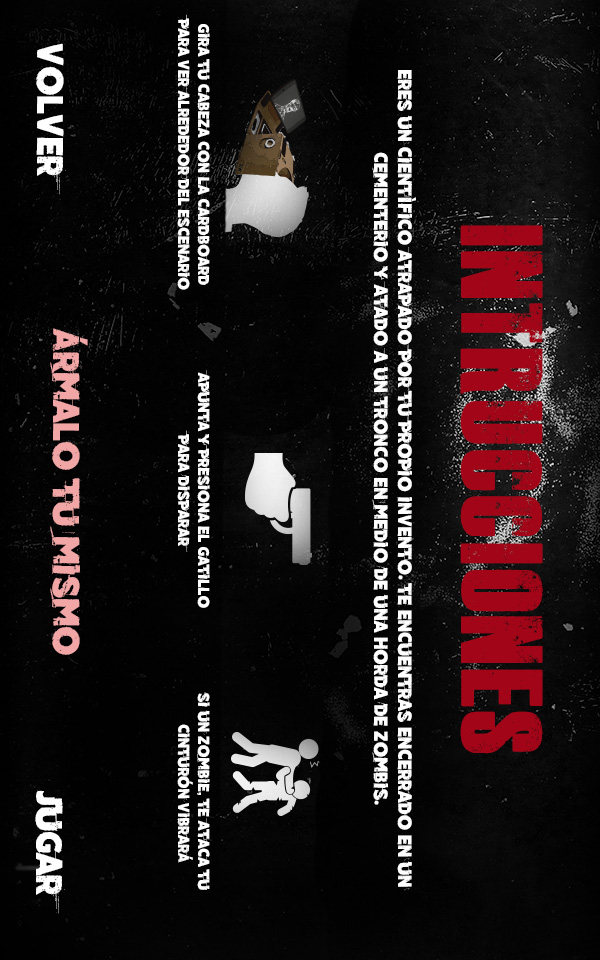 INTRUCCIONES
ERES UN CIENTÍFICO ATRAPADO POR TU PROPIO INVENTO. TE ENCUENTRAS ENCERRADO EN UN
CEMENTERIO Y ATADO A UN TRONCO EN MEDIO DE UNA HORDA DE ZOMBIS.
GIRA TU CABEZA CON LA CARDBOARD
PARA VER ALREDEDOR DEL ESCENARIO
APUNTA Y PRESIONA EL GATILLO
PARA DISPARAR
SI UN ZOMBIE, TE ATACA TU
CINTURÓN VIBRARÁ
VOLVER
ÁRMALO TU MISMO
JUGAR